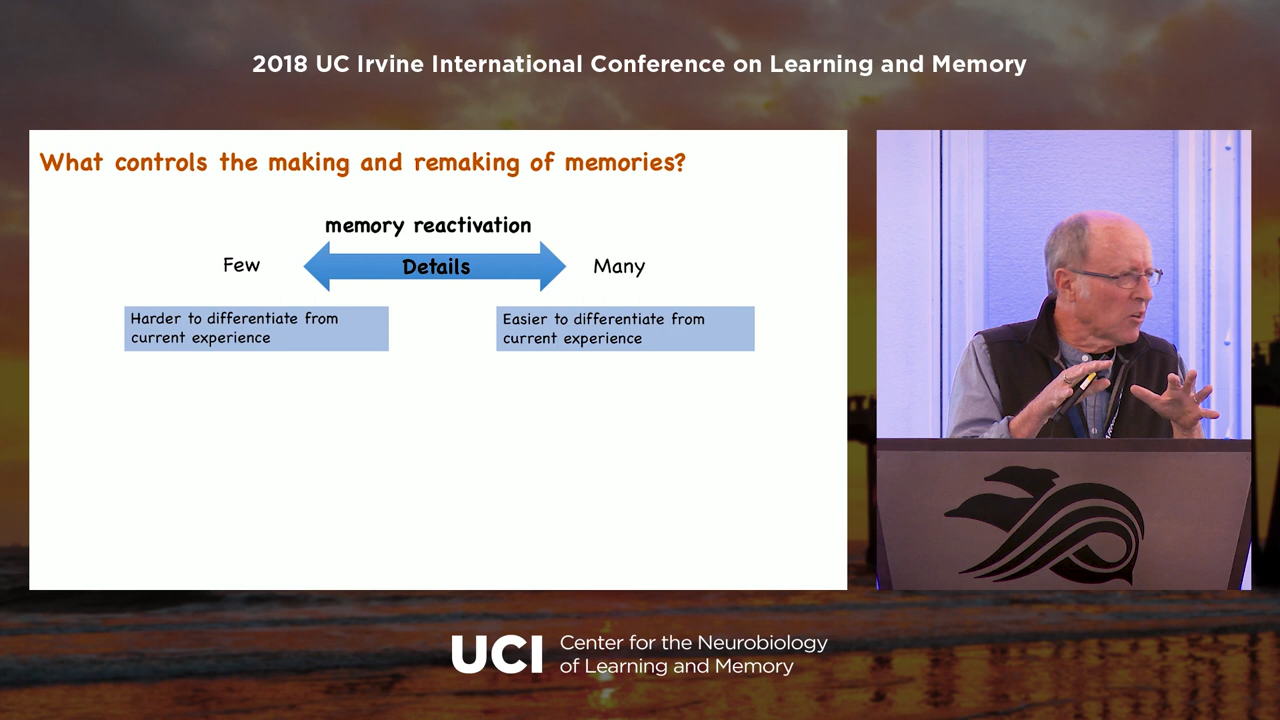 2018 UC Irvine International Conference on Learning and Memory
What controls the making and remaking of memories?
memory reactivation
Few
Details
Many
Harder to differentiate from
current experience
Easier to differentiate from
current experience
UCI
Center for the Neurobiology
of Learning and Memory